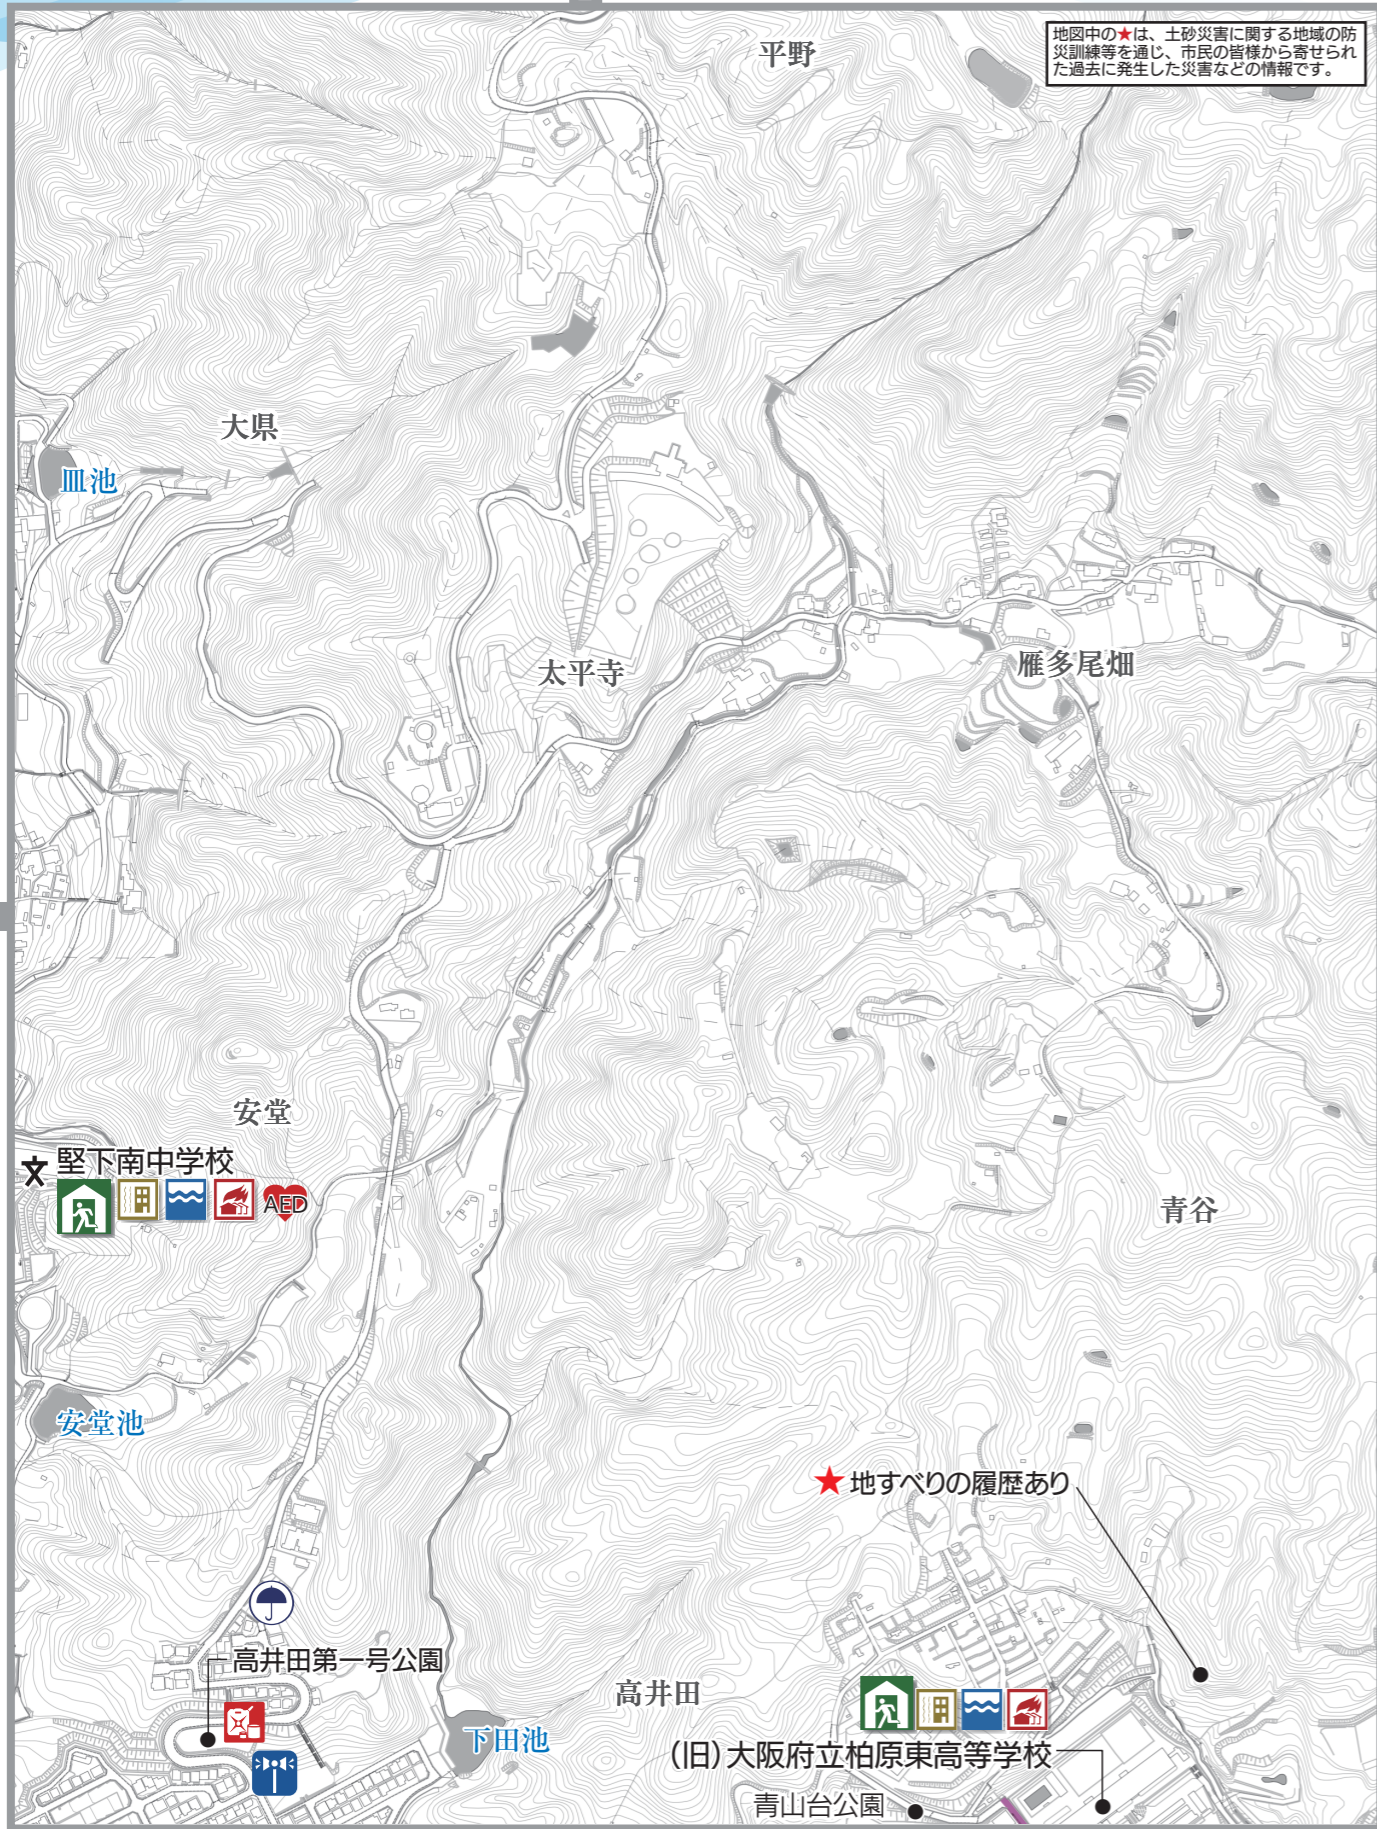 平野
地図中の★は、土砂災害に関する地域の防
災訓練等を通じ、市民の皆様から寄せられ
た過去に発生した災害などの情報です。
大県
皿池
太平寺
雁多尾畑
安堂
文
堅下南中学校
AED
青谷
安堂池
★地すべりの履歴あり
高井田第一号公園
高井田
下田池
(旧)大阪府立柏原東高等学校
青山台公園